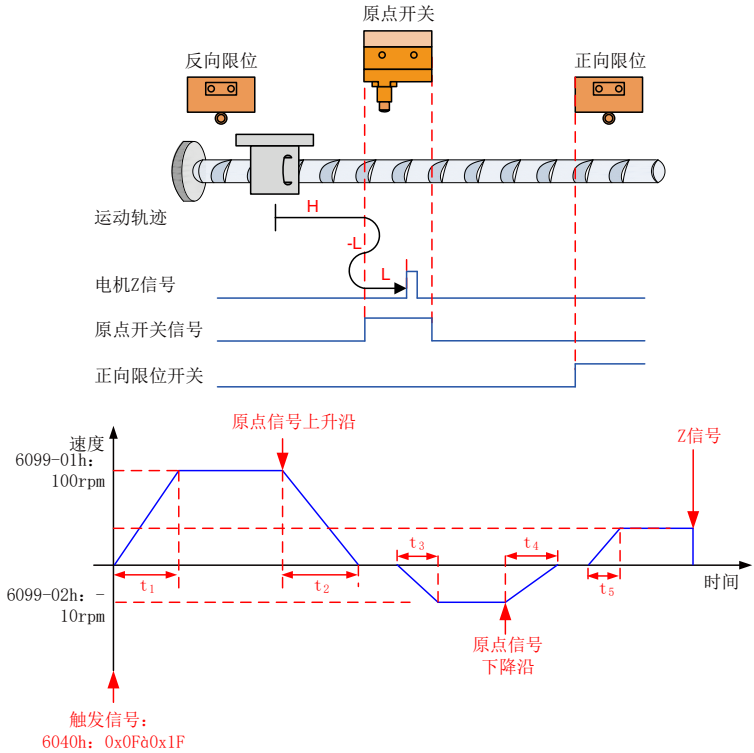 原点开关
反向限位
正向限位
运动轨迹
H
-L
L
电机Z信号
原点开关信号
正向限位开关
原点信号上升沿
Z信号
速度
6099-01h:
100rpm
t3
t4
t1
t2
t5
时间
6099-02h: -
10rpm
原点信号
下降沿
触发信号:
6040h: 0x0Fà0x1F